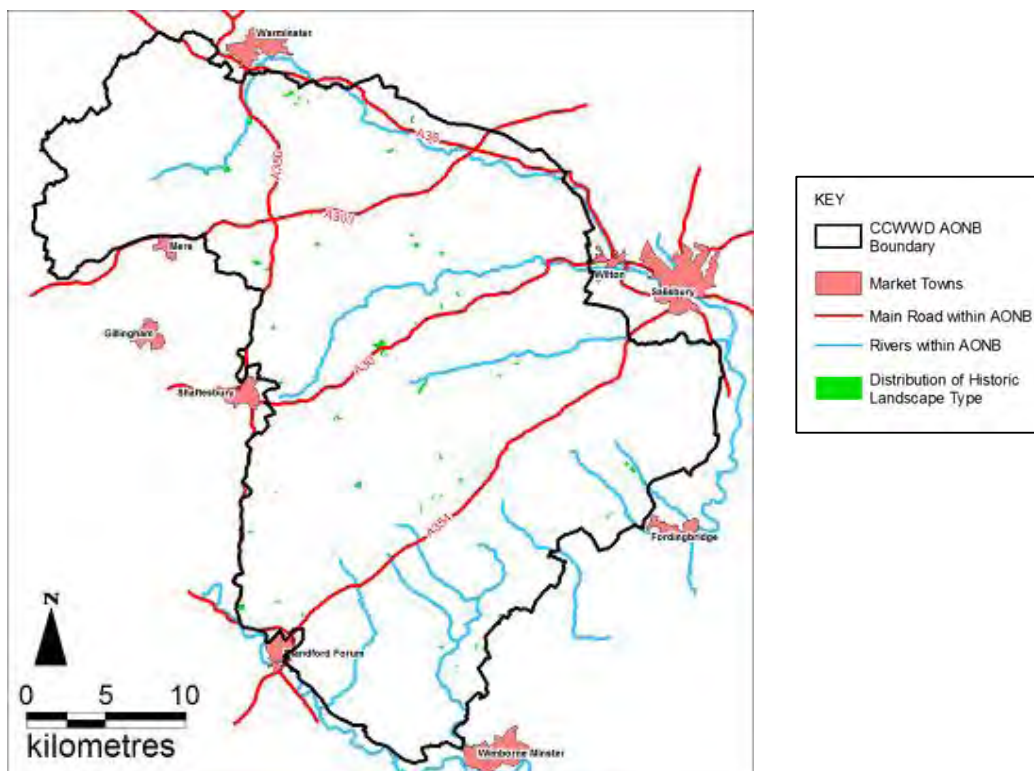 Warminster
A36
A350
A303
Mere
Wilton
Salisbury
Gillingham
A30
Shaftesbury
A354
Fordingbridge
N
Blandford Forum
0 5 10
kilometres
Wimborne Minster
KEY
CCWWD AONB
Boundary
Market Towns
Main Road within AONB
Rivers within AONB
Distribution of Historic
Landscape Type